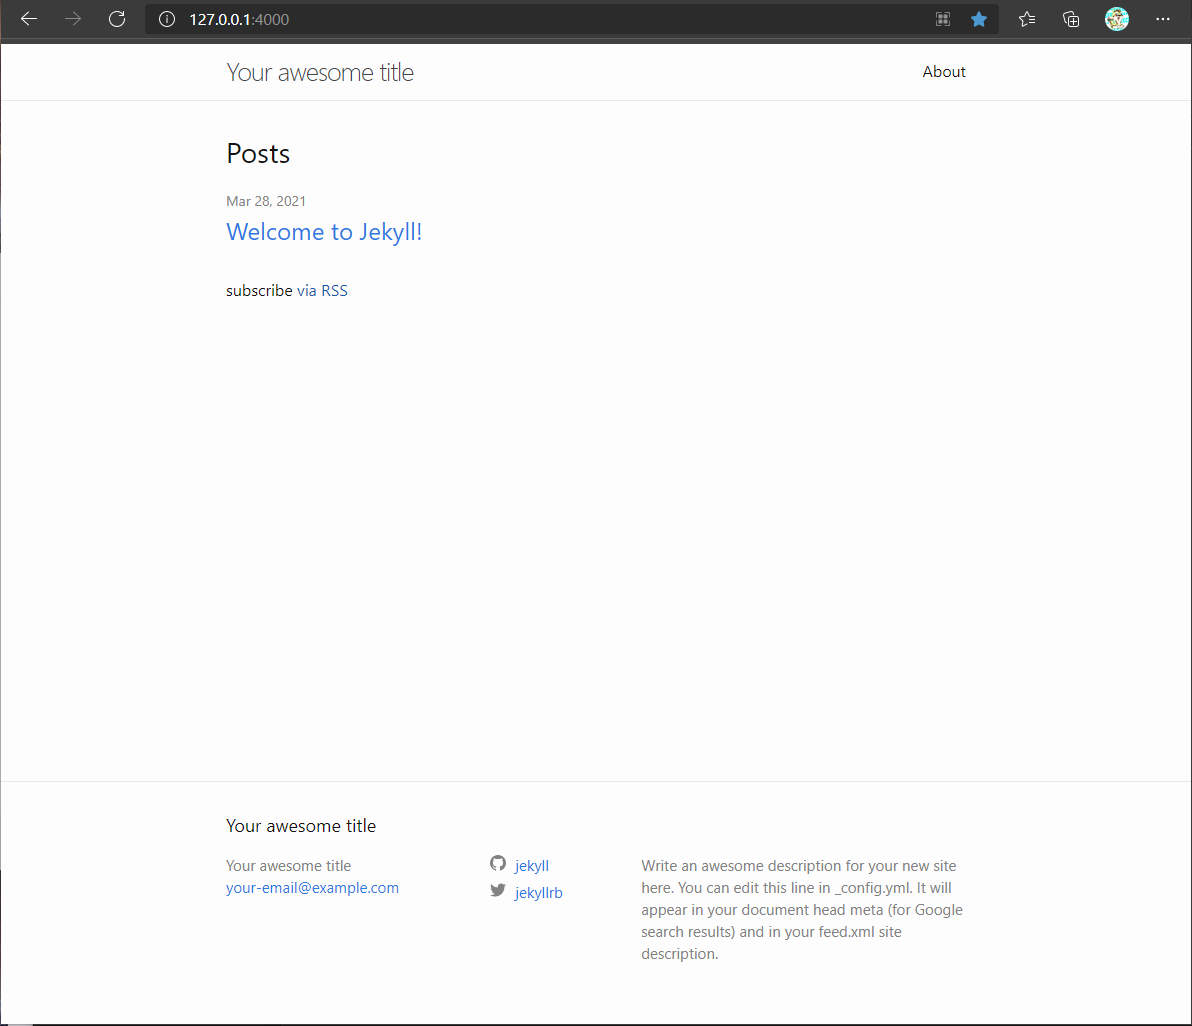 127.0.0.1:4000
Your awesome title
About
Posts
Mar 28, 2021
Welcome to Jekyll!
subscribe via RSS
Your awesome title
Your awesome title
your-email@example.com
jekyll
jekyllrb
Write an awesome description for your new site
here. You can edit this line in _config.yml. It will
appear in your document head meta (for Google
search results) and in your feed.xml site
description.